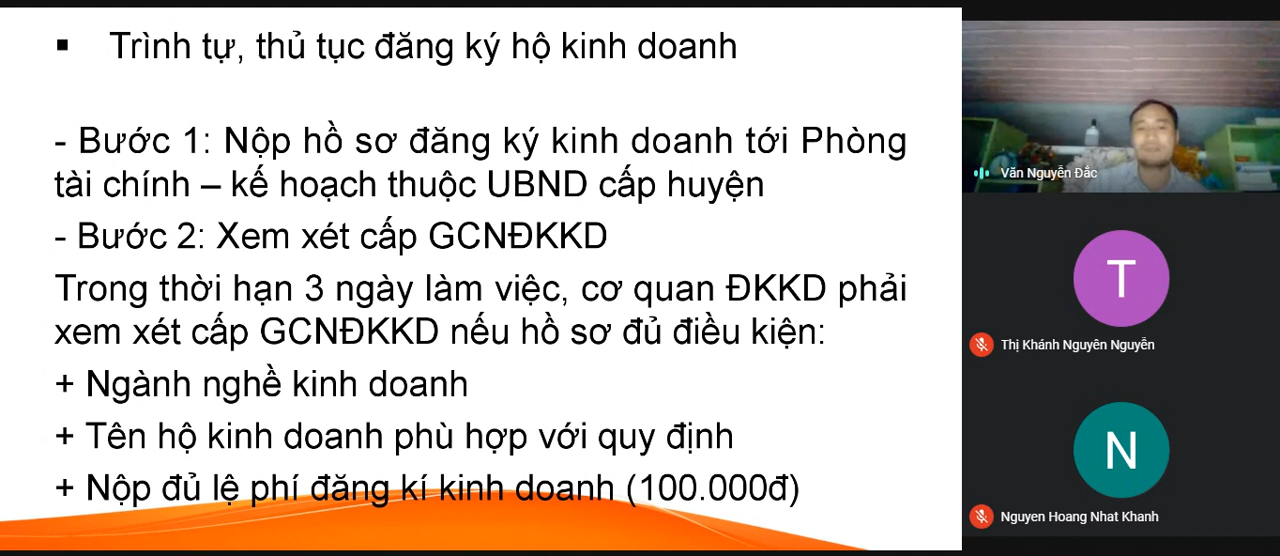 ▪ Trình tự, thủ tục đăng ký hộ kinh doanh
- Bước 1: Nộp hồ sơ đăng ký kinh doanh tới Phòng
tài chính – kế hoạch thuộc UBND cấp huyện
- Bước 2: Xem xét cấp GCNĐKKD
Trong thời hạn 3 ngày làm việc, cơ quan ĐKKD phải
xem xét cấp GCNĐKKD nếu hồ sơ đủ điều kiện:
+ Ngành nghề kinh doanh
+ Tên hộ kinh doanh phù hợp với quy định
+ Nộp đủ lệ phí đăng kí kinh doanh (100.000đ)
Văn Nguyễn Đắc
T
Thị Khánh Nguyên Nguyễn
N
Nguyen Hoang Nhat Khanh